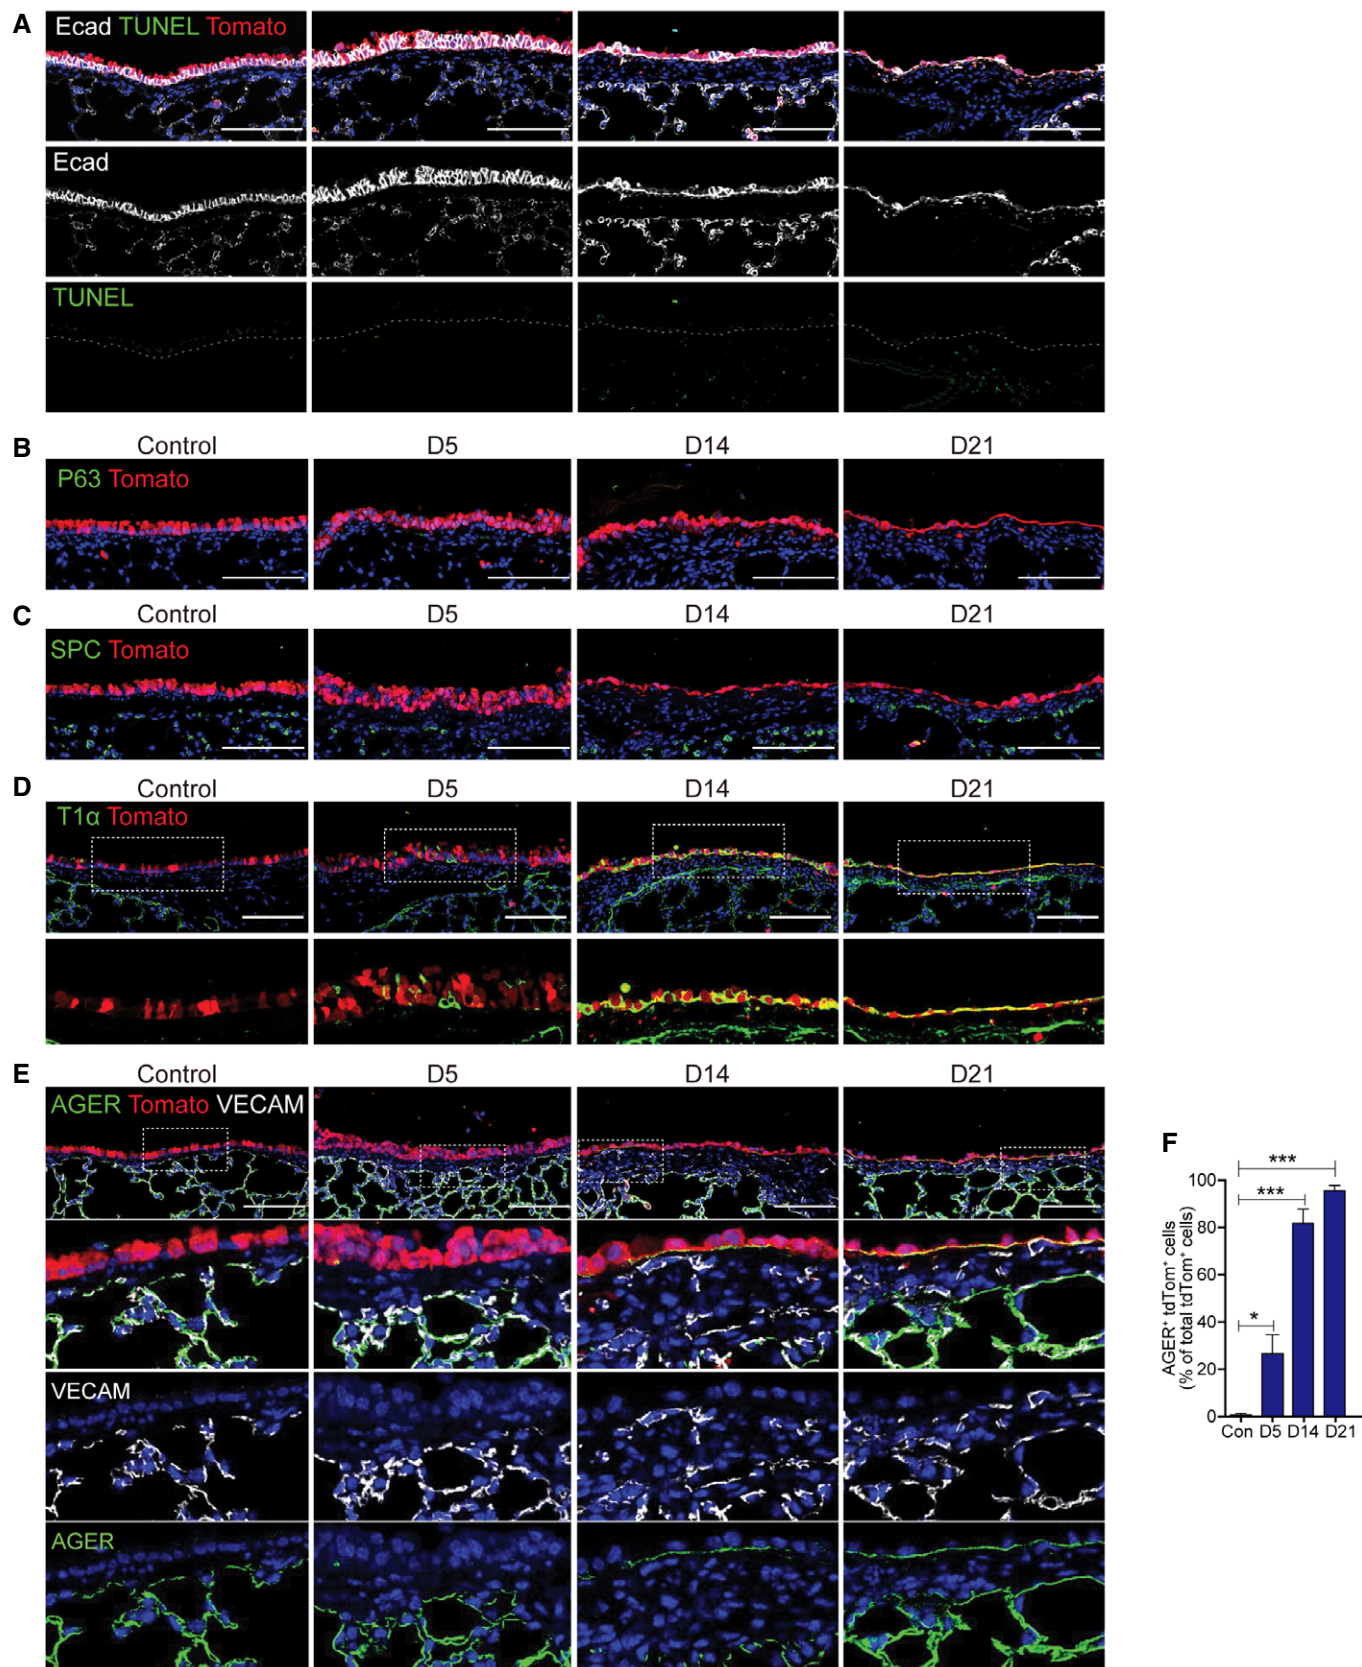 A
Ecad TUNEL Tomato
Ecad
TUNEL
B
Control D5 D14 D21
P63 Tomato
C
Control D5 D14 D21
SPC Tomato
D
Control D5 D14 D21
T1α Tomato
E
Control D5 D14 D21
AGER Tomato VECAM
VECAM
AGER
F
***
***
*
AGER⁺ tdTom⁺ cells
(% of total tdTom⁺ cells)
100
80
60
40
20
0
Con D5 D14 D21